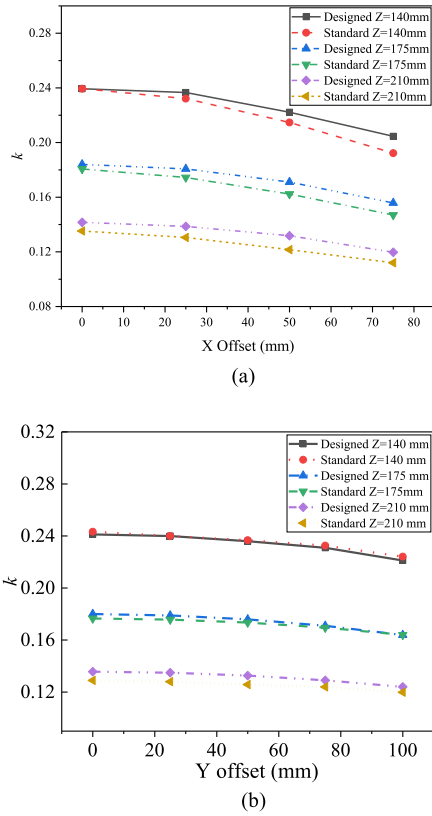 Designed Z=140mm
Standard Z=140mm
Designed Z=175mm
Standard Z=175mm
Designed Z=210mm
Standard Z=210mm
0.28
0.24
0.20
0.16
0.12
0.08
k
0 10 20 30 40 50 60 70 80
X Offset (mm)
(a)
Designed Z=140 mm
Standard Z=140 mm
Designed Z=175 mm
Standard Z=175mm
Designed Z=210 mm
Standard Z=210 mm
0.32
0.28
0.24
0.20
0.16
0.12
k
0 20 40 60 80 100
Y offset (mm)
(b)